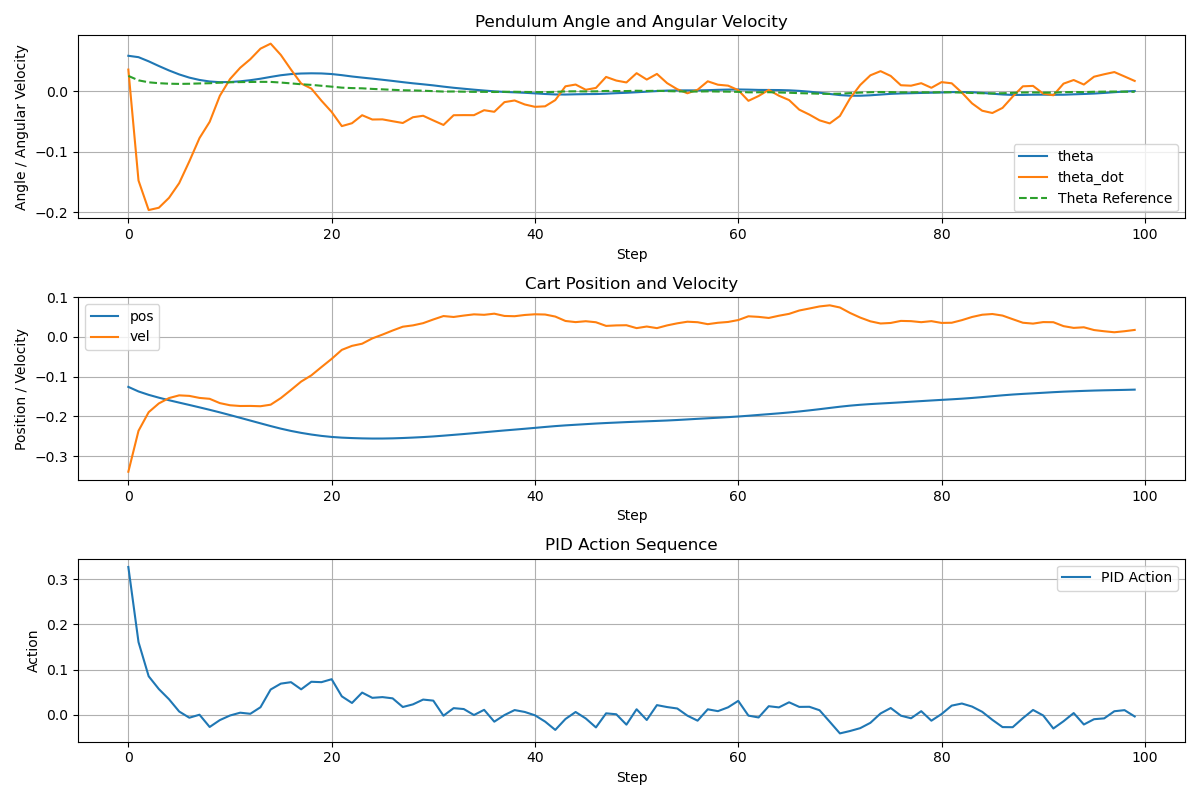 Pendulum Angle and Angular Velocity
Angle / Angular Velocity
0.0
−0.1
−0.2
theta
theta_dot
Theta Reference
0 20 40 60 80 100
Step
Cart Position and Velocity
Position / Velocity
0.1
0.0
−0.1
−0.2
−0.3
pos
vel
0 20 40 60 80 100
Step
PID Action Sequence
Action
0.3
0.2
0.1
0.0
PID Action
0 20 40 60 80 100
Step